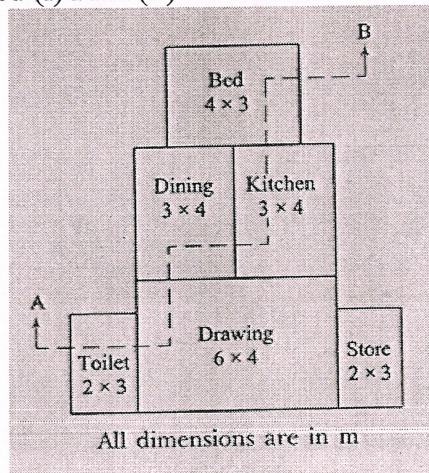 B
Bed
4 × 3
Dining
3 × 4
Kitchen
3 × 4
A
Drawing
6 × 4
Toilet
2 × 3
Store
2 × 3
All dimensions are in m